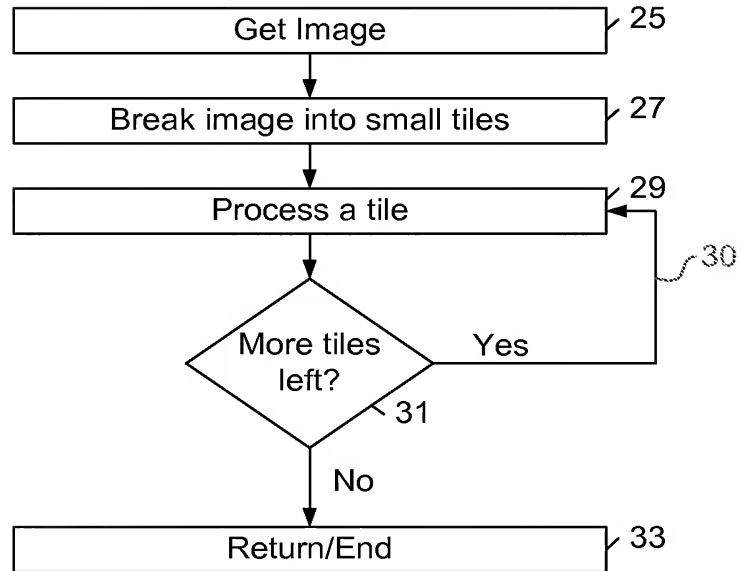 Get Image
25
Break image into small tiles
27
Process a tile
29
30
More tiles
left?
Yes
31
No
Return/End
33